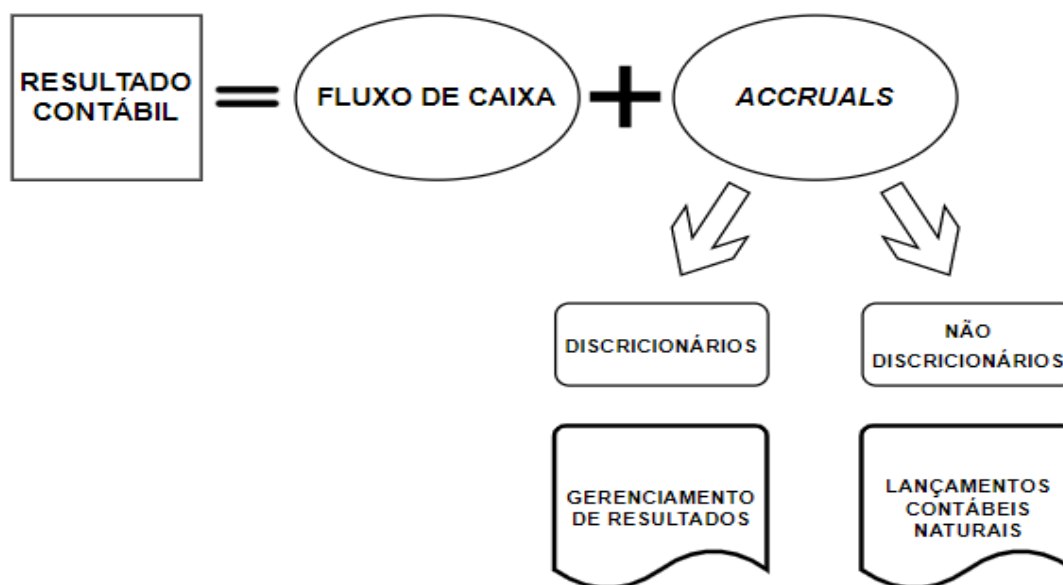 RESULTADO
CONTÁBIL
=
FLUXO DE CAIXA
+
ACCRUALS
DISCRICIONÁRIOS
NÃO
DISCRICIONÁRIOS
GERENCIAMENTO
DE RESULTADOS
LANÇAMENTOS
CONTÁBEIS
NATURAIS